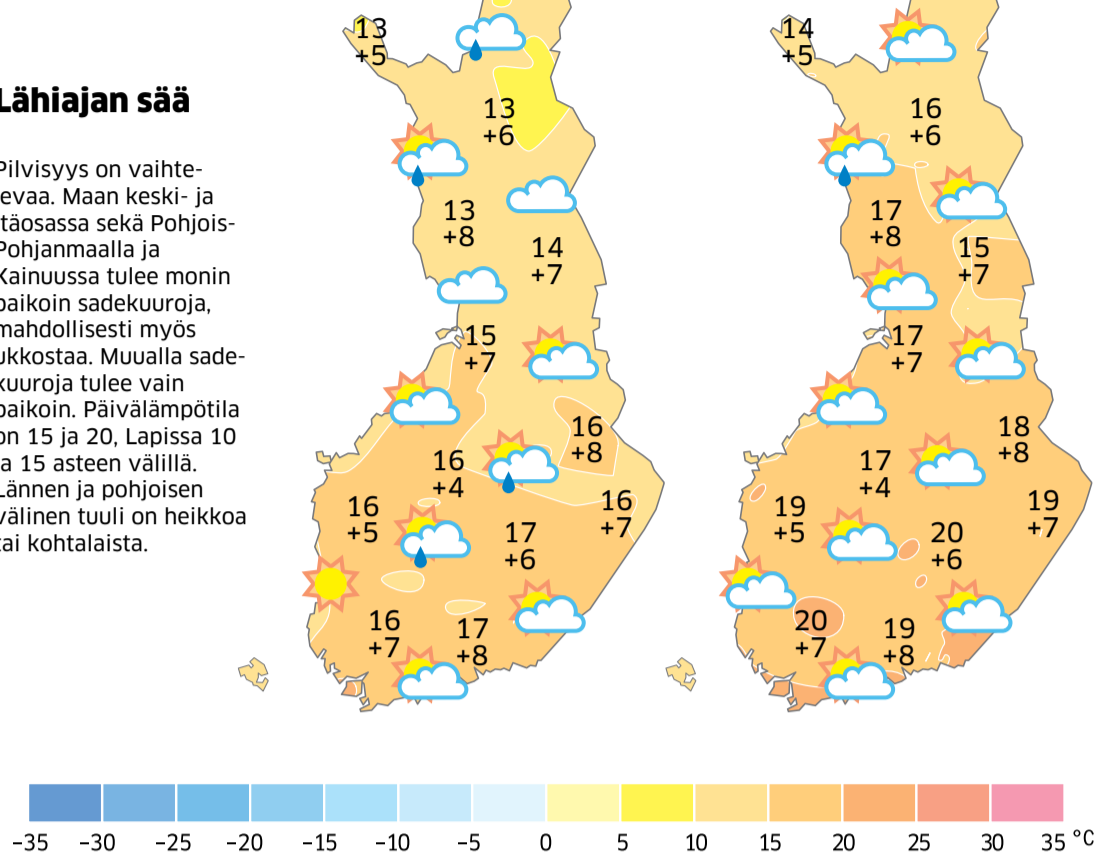 Lähiajan sää
Pilvisyys on vaihte-
evaa. Maan keski- ja
itäosassa sekä Pohjois-
Pohjanmaalla ja
Kainuussa tulee monin
paikoin sadekuuroja,
mahdollisesti myös
ukkostaa. Muualla sade-
kuuroja tulee vain
paikoin. Päivälämpötila
on 15 ja 20, Lapissa 10
ja 15 asteen välillä.
Lännen ja pohjoisen
välinen tuuli on heikkoa
tai kohtalaista.
13
+5
13
+6
13
+8
14
+7
15
+7
16
+8
16
+4
16
+7
16
+5
17
+6
16
+7
17
+8
14
+5
16
+6
17
+8
15
+7
17
+7
18
+8
17
+4
19
+7
19
+5
20
+6
20
+7
19
+8
-35 -30 -25 -20 -15 -10 -5 0 5 10 15 20 25 30 35 °C